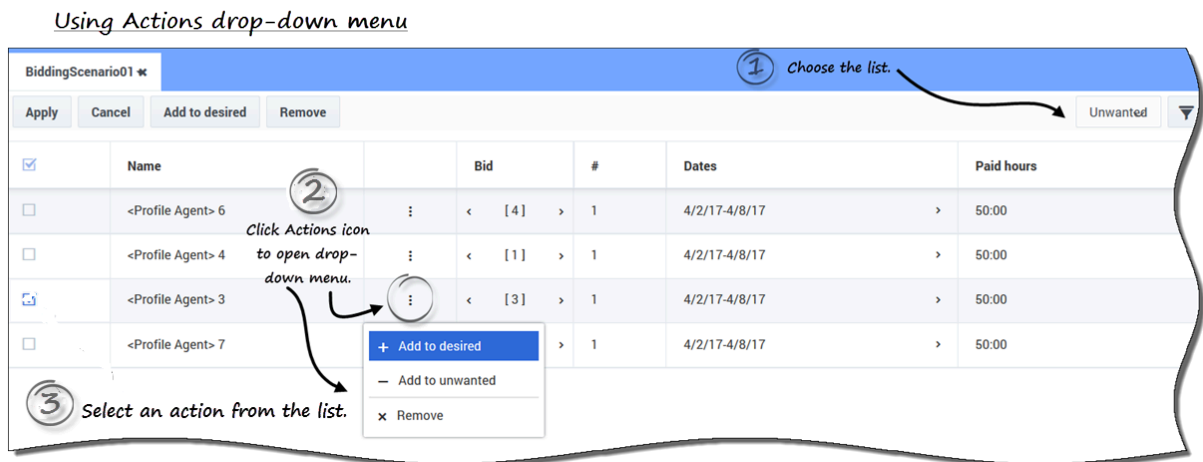 Using Actions drop-down menu
BiddingScenario01
1 Choose the list.
Apply Cancel Add to desired Remove Unwanted
Name Bid # Dates Paid hours
2
<Profile Agent> 6 ⋮ < [ 4 ] > 1 4/2/17-4/8/17 > 50:00
Click Actions icon
to open drop-
down menu.
<Profile Agent> 4 ⋮ < [ 1 ] > 1 4/2/17-4/8/17 > 50:00
<Profile Agent> 3 ⋮ < [ 3 ] > 1 4/2/17-4/8/17 > 50:00
<Profile Agent> 7 > 1 4/2/17-4/8/17 > 50:00
+ Add to desired
– Add to unwanted
× Remove
3 Select an action from the list.